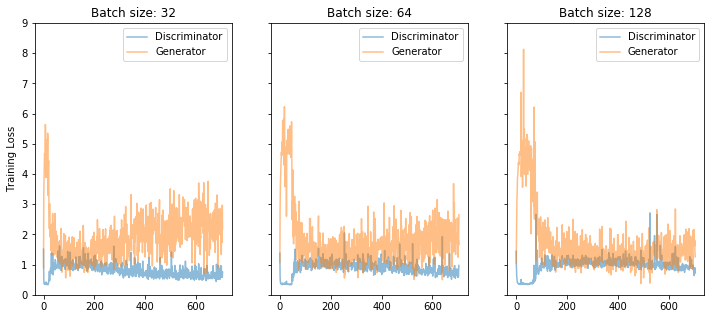 Batch size: 32
Batch size: 64
Batch size: 128
Training Loss
9
8
7
6
5
4
3
2
1
0
Discriminator
Generator
Discriminator
Generator
Discriminator
Generator
0 200 400 600
0 200 400 600
0 200 400 600